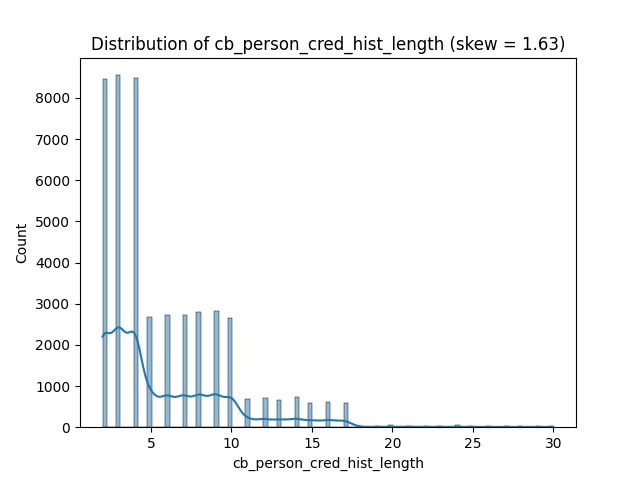 Distribution of cb_person_cred_hist_length (skew = 1.63)
8000
7000
6000
5000
4000
3000
2000
1000
0
Count
5 10 15 20 25 30
cb_person_cred_hist_length